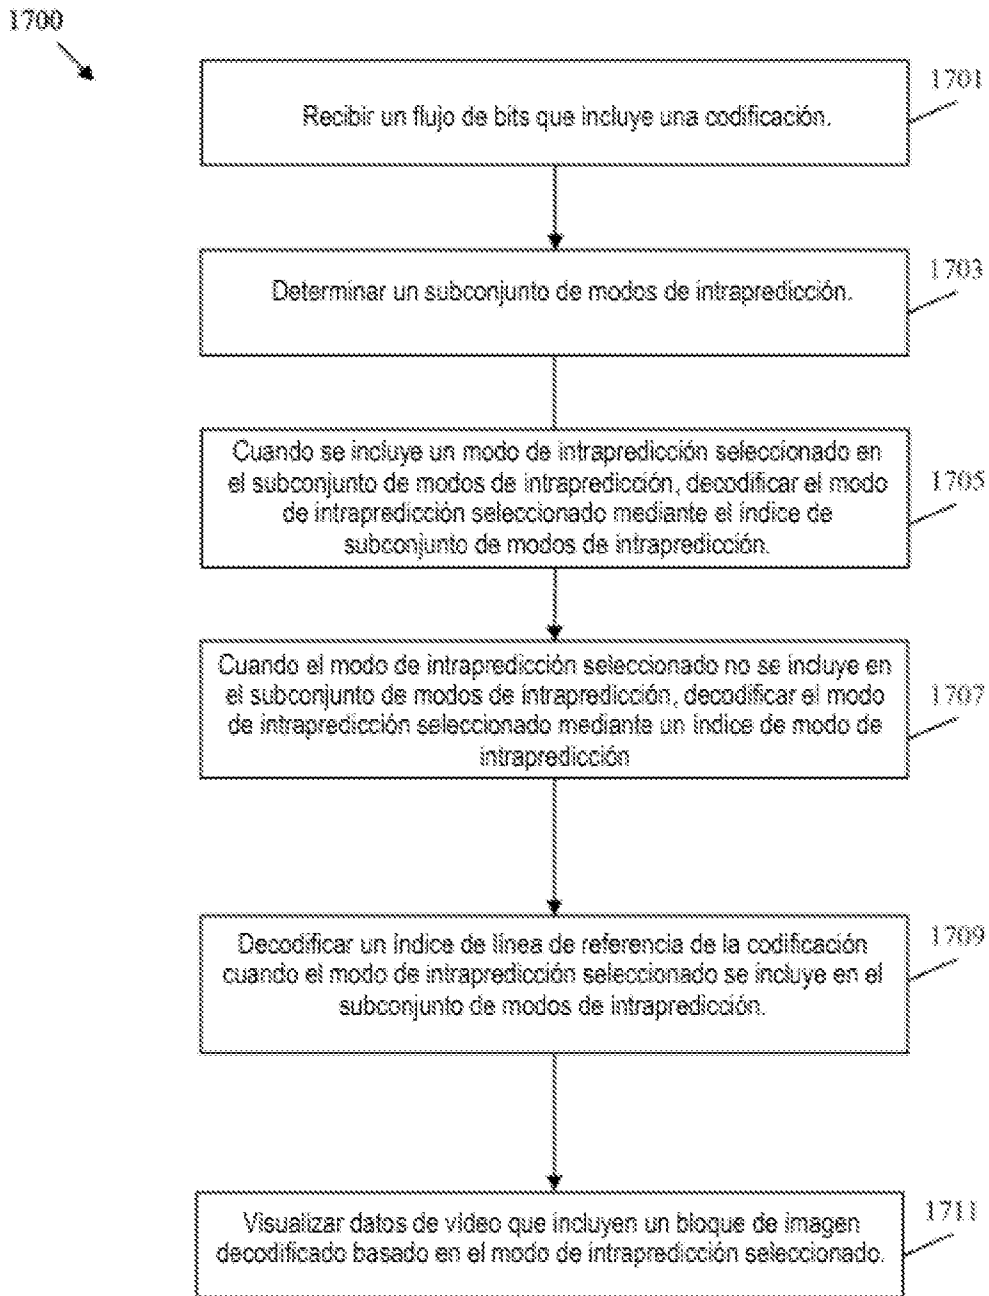 1700
Recibir un flujo de bits que incluye una codificación.
1701
Determinar un subconjunto de modos de intrapredicción.
1703
Cuando se incluye un modo de intrapredicción seleccionado en
el subconjunto de modos de intrapredicción, decodificar el modo
de intrapredicción seleccionado mediante el índice de
subconjunto de modos de intrapredicción.
1705
Cuando el modo de intrapredicción seleccionado no se incluye en
el subconjunto de modos de intrapredicción, decodificar el modo
de intrapredicción seleccionado mediante un índice de modo de
intrapredicción
1707
Decodificar un índice de línea de referencia de la codificación
cuando el modo de intrapredicción seleccionado se incluye en el
subconjunto de modos de intrapredicción.
1709
Visualizar datos de vídeo que incluyen un bloque de imagen
decodificado basado en el modo de intrapredicción seleccionado.
1711